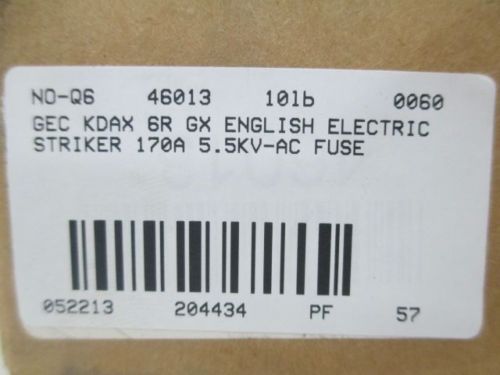 NO-Q6 46013 10lb 0060
GEC KDAX 6R GX ENGLISH ELECTRIC
STRIKER 170A 5.5KV-AC FUSE
052213 204434 PF 57